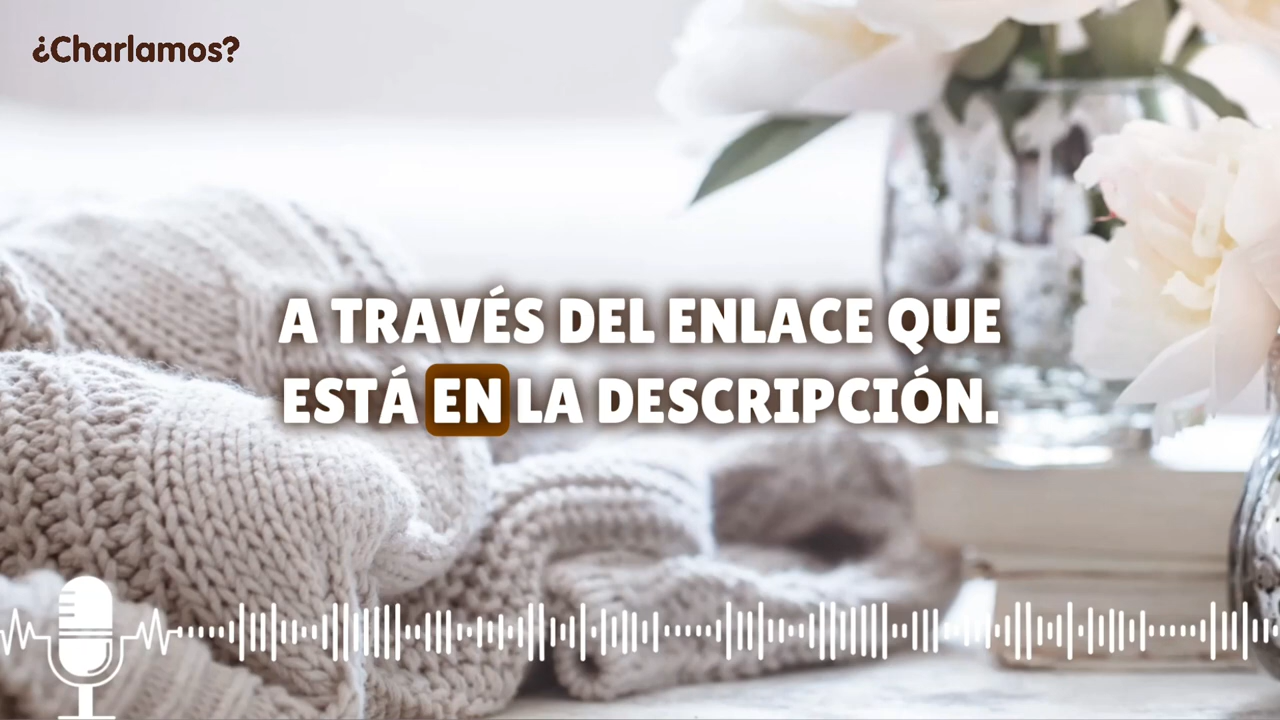 ¿Charlamos?
A TRAVÉS DEL ENLACE QUE
ESTÁ EN LA DESCRIPCIÓN.